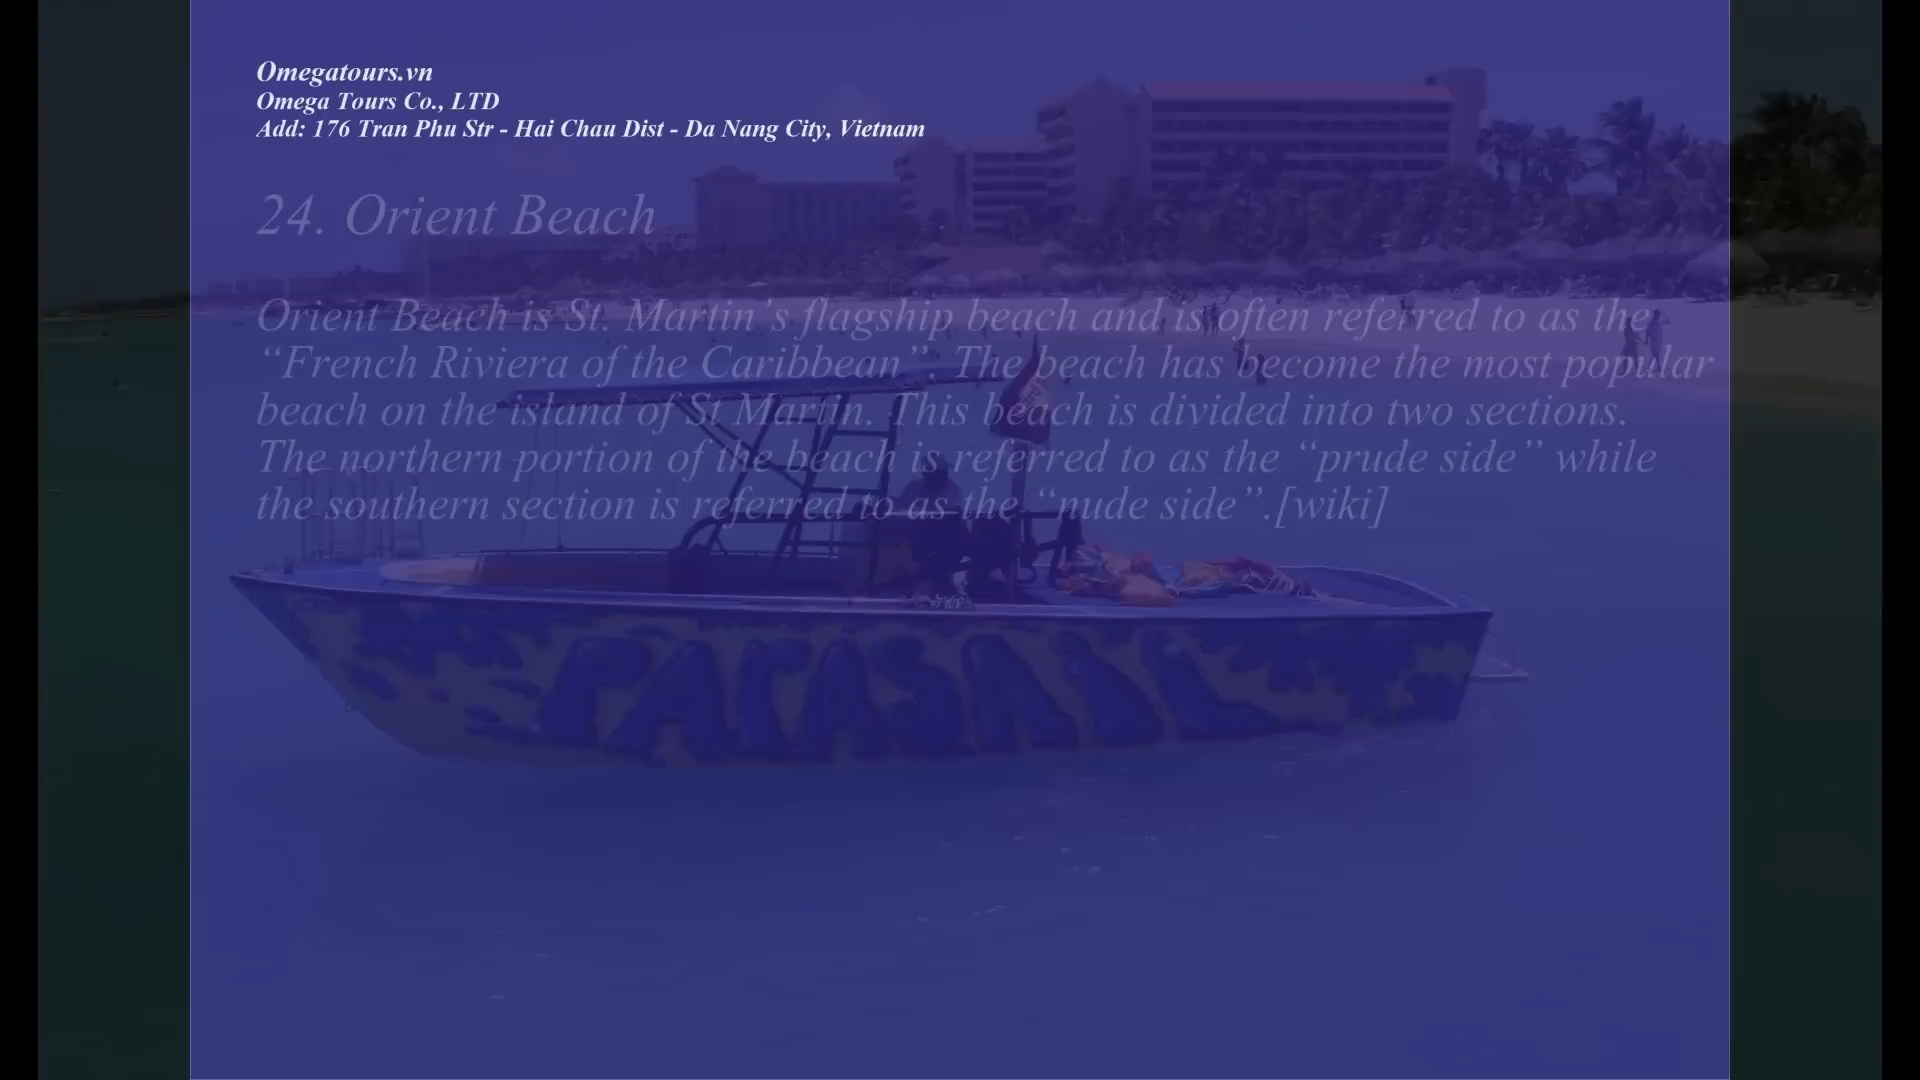 Omegatours.vn
Omega Tours Co., LTD
Add: 176 Tran Phu Str - Hai Chau Dist - Da Nang City, Vietnam
24. Orient Beach
Orient Beach is St. Martin’s flagship beach and is often referred to as the
“French Riviera of the Caribbean”. The beach has become the most popular
beach on the island of St Martin. This beach is divided into two sections.
The northern portion of the beach is referred to as the “prude side” while
the southern section is referred to as the “nude side”.[wiki]
PARASAIL